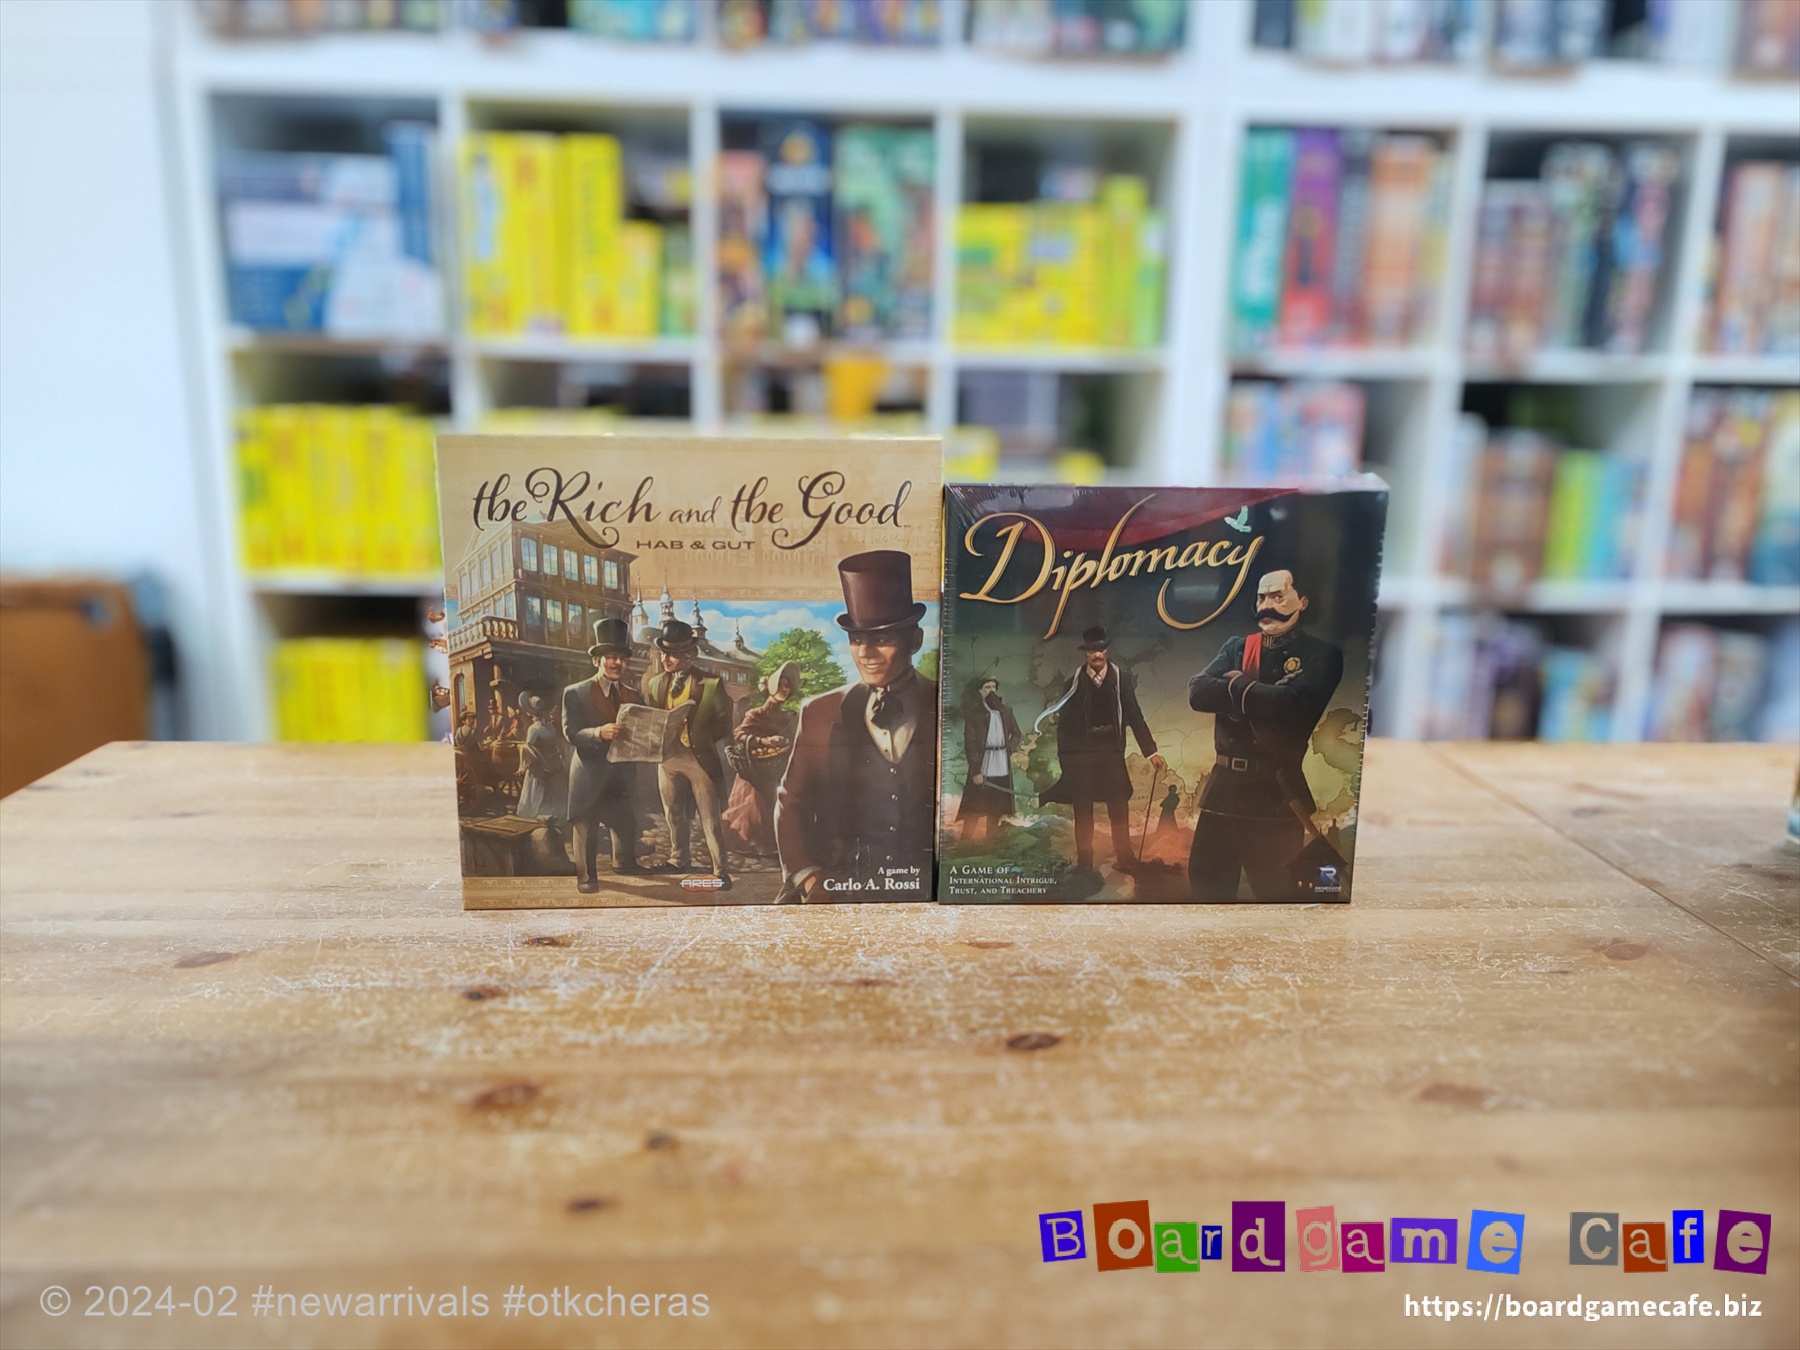 the Rich and the Good
HAB & GUT
A game by
Carlo A. Rossi
ARES
Diplomacy
A GAME OF
INTERNATIONAL INTRIGUE,
TRUST, AND TREACHERY
RENEGADE
Boardgame Cafe
https://boardgamecafe.biz
© 2024-02 #newarrivals #otkcheras